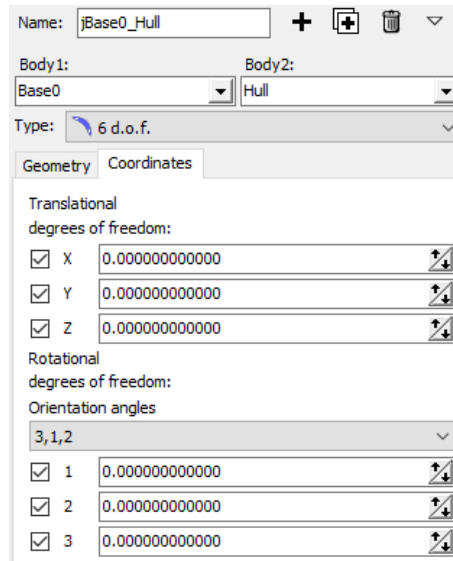 Name: jBase0_Hull
Body1: Body2:
Base0 Hull
Type: 6 d.o.f.
Geometry Coordinates
Translational
degrees of freedom:
X 0.000000000000
Y 0.000000000000
Z 0.000000000000
Rotational
degrees of freedom:
Orientation angles
3,1,2
1 0.000000000000
2 0.000000000000
3 0.000000000000